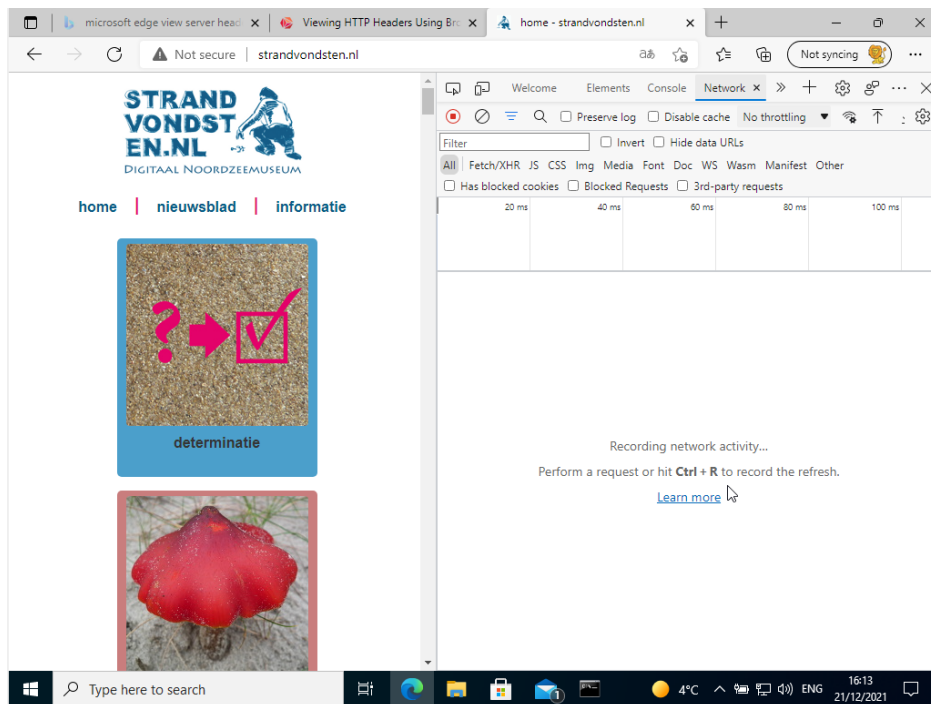 microsoft edge view server head
Viewing HTTP Headers Using Bro
home - strandvondsten.nl
Not secure
strandvondsten.nl
aあ
Not syncing
STRAND
VONDST
EN.NL
DIGITAAL NOORDZEEMUSEUM
home | nieuwsblad | informatie
determinatie
Welcome Elements Console Network
Preserve log Disable cache No throttling
Filter Invert Hide data URLs
All Fetch/XHR JS CSS Img Media Font Doc WS Wasm Manifest Other
Has blocked cookies Blocked Requests 3rd-party requests
20 ms 40 ms 60 ms 80 ms 100 ms
Recording network activity...
Perform a request or hit Ctrl + R to record the refresh.
Learn more
Type here to search
1
4°C
ENG
16:13
21/12/2021